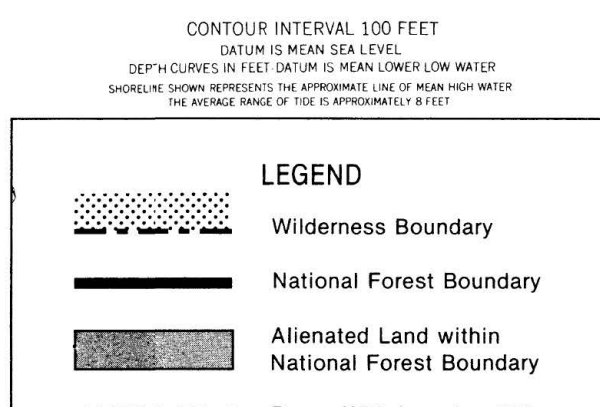 CONTOUR INTERVAL 100 FEET
DATUM IS MEAN SEA LEVEL
DEPTH CURVES IN FEET-DATUM IS MEAN LOWER LOW WATER
SHORELINE SHOWN REPRESENTS THE APPROXIMATE LINE OF MEAN HIGH WATER
THE AVERAGE RANGE OF TIDE IS APPROXIMATELY 8 FEET
LEGEND
Wilderness Boundary
National Forest Boundary
Alienated Land within
National Forest Boundary